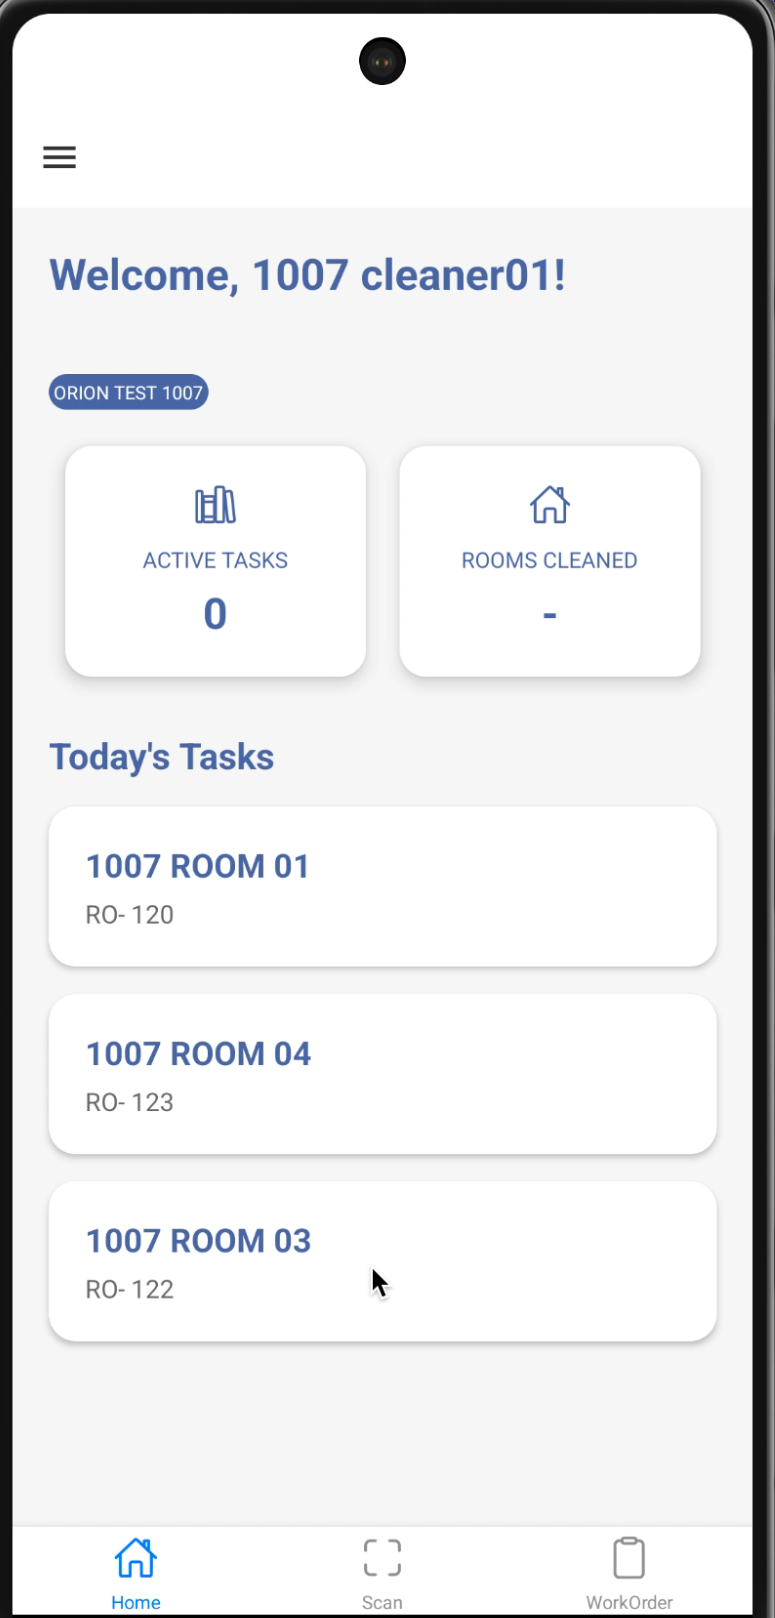 Welcome, 1007 cleaner01!
ORION TEST 1007
ACTIVE TASKS
0
ROOMS CLEANED
-
Today's Tasks
1007 ROOM 01
RO- 120
1007 ROOM 04
RO- 123
1007 ROOM 03
RO- 122
Home
Scan
WorkOrder